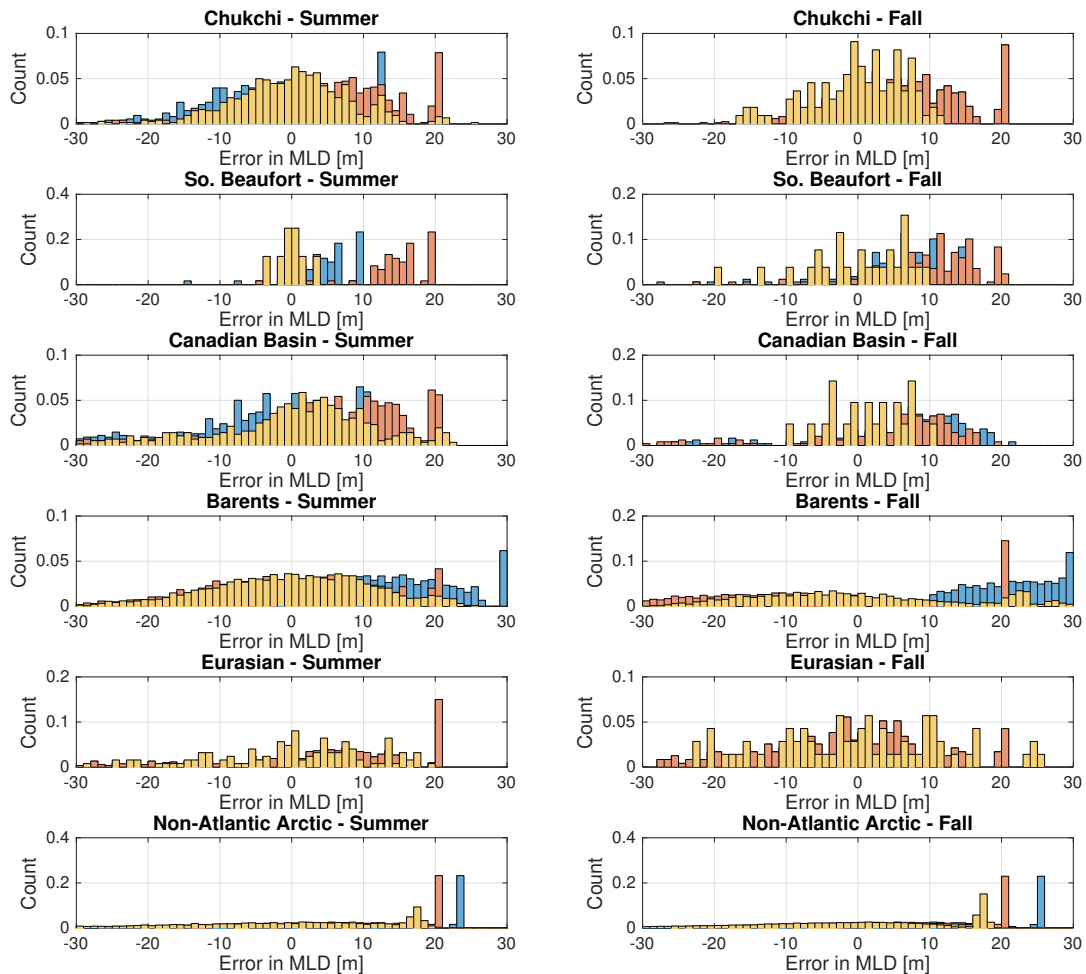 Chukchi - Summer
0.1
0.05
0
Count
-30 -20 -10 0 10 20 30
Error in MLD [m]
Chukchi - Fall
0.1
0.05
0
Count
-30 -20 -10 0 10 20 30
Error in MLD [m]
So. Beaufort - Summer
0.4
0.2
0
Count
-30 -20 -10 0 10 20 30
Error in MLD [m]
So. Beaufort - Fall
0.2
0.1
0
Count
-30 -20 -10 0 10 20 30
Error in MLD [m]
Canadian Basin - Summer
0.1
0.05
0
Count
-30 -20 -10 0 10 20 30
Error in MLD [m]
Canadian Basin - Fall
0.2
0.1
0
Count
-30 -20 -10 0 10 20 30
Error in MLD [m]
Barents - Summer
0.1
0.05
0
Count
-30 -20 -10 0 10 20 30
Error in MLD [m]
Barents - Fall
0.2
0.1
0
Count
-30 -20 -10 0 10 20 30
Error in MLD [m]
Eurasian - Summer
0.2
0.1
0
Count
-30 -20 -10 0 10 20 30
Error in MLD [m]
Eurasian - Fall
0.1
0.05
0
Count
-30 -20 -10 0 10 20 30
Error in MLD [m]
Non-Atlantic Arctic - Summer
0.4
0.2
0
Count
-30 -20 -10 0 10 20 30
Error in MLD [m]
Non-Atlantic Arctic - Fall
0.4
0.2
0
Count
-30 -20 -10 0 10 20 30
Error in MLD [m]